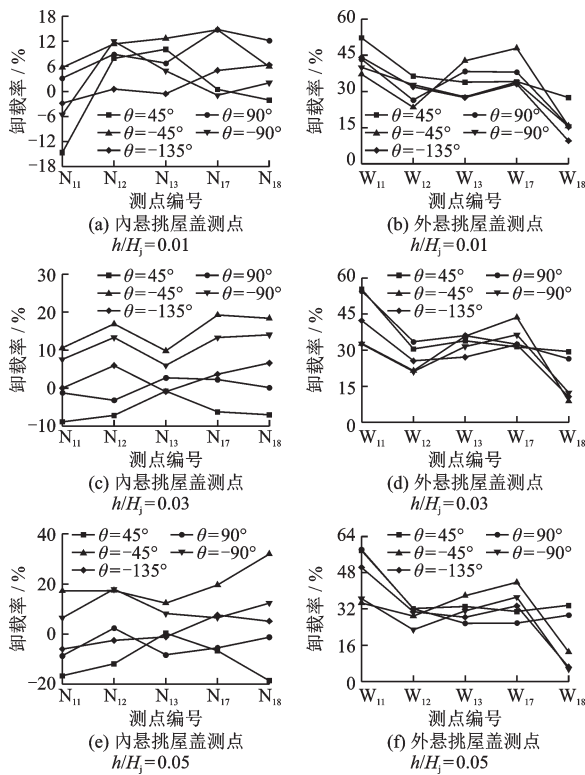 18
12
6
0
−6
−12
−18
卸载率 / %
θ=45° θ=90°
θ=−45° θ=−90°
θ=−135°
N11 N12 N13 N17 N18
测点编号
(a) 内悬挑屋盖测点
h/Hj=0.01
60
45
30
15
0
卸载率 / %
θ=45° θ=90°
θ=−45° θ=−90°
θ=−135°
W11 W12 W13 W17 W18
测点编号
(b) 外悬挑屋盖测点
h/Hj=0.01
30
20
10
0
−10
卸载率 / %
θ=45° θ=90°
θ=−45° θ=−90°
θ=−135°
N11 N12 N13 N17 N18
测点编号
(c) 内悬挑屋盖测点
h/Hj=0.03
60
45
30
15
0
卸载率 / %
θ=45° θ=90°
θ=−45° θ=−90°
θ=−135°
W11 W12 W13 W17 W18
测点编号
(d) 外悬挑屋盖测点
h/Hj=0.03
40
20
0
−20
卸载率 / %
θ=45° θ=90°
θ=−45° θ=−90°
θ=−135°
N11 N12 N13 N17 N18
测点编号
(e) 内悬挑屋盖测点
h/Hj=0.05
64
48
32
16
0
卸载率 / %
θ=45° θ=90°
θ=−45° θ=−90°
θ=−135°
W11 W12 W13 W17 W18
测点编号
(f) 外悬挑屋盖测点
h/Hj=0.05